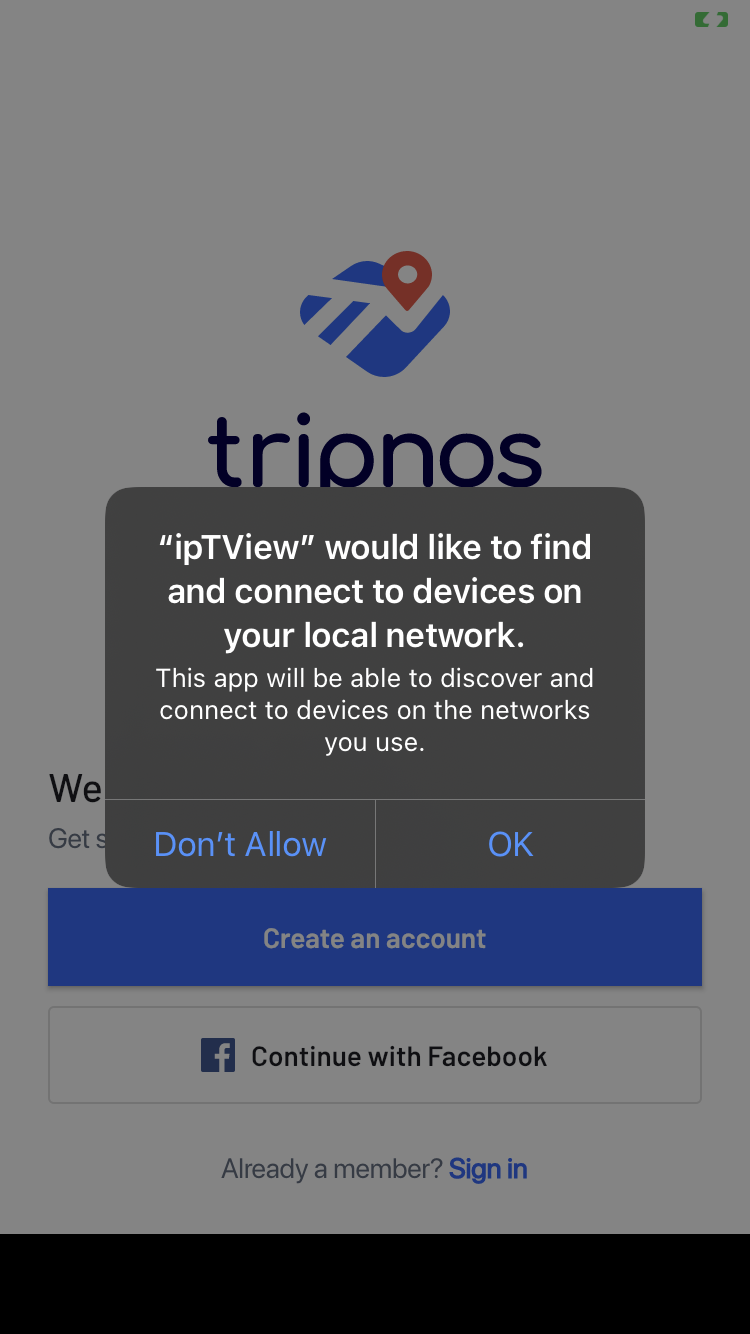 tripnos
“ipTView” would like to find
and connect to devices on
your local network.
This app will be able to discover and
connect to devices on the networks
you use.
We
Get s
Don’t Allow
OK
Create an account
Continue with Facebook
Already a member? Sign in